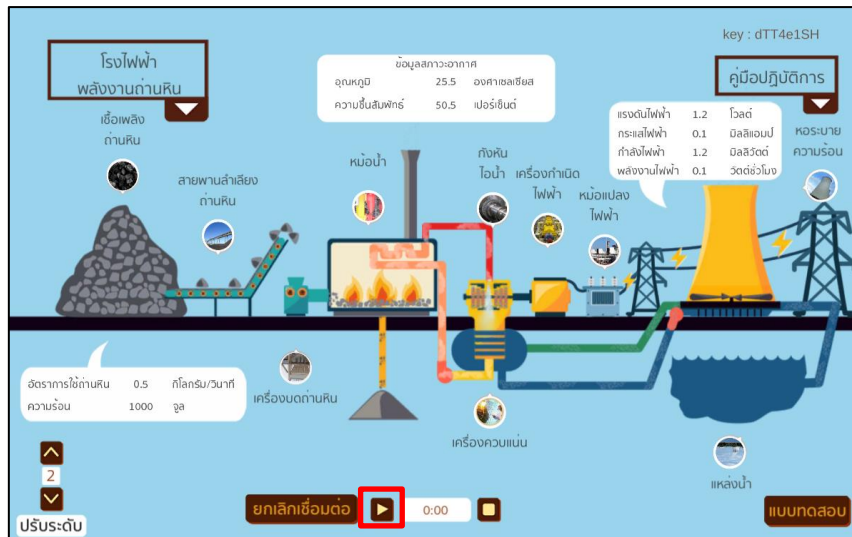 key : dTT4e1SH
โรงไฟฟ้า
พลังงานถ่านหิน
ข้อมูลสภาวะอากาศ
อุณหภูมิ 25.5 องศาเซลเซียส
ความชื้นสัมพัทธ์ 50.5 เปอร์เซ็นต์
คู่มือปฏิบัติการ
แรงดันไฟฟ้า 1.2 โวลต์
กระแสไฟฟ้า 0.1 มิลลิแอมป์
กำลังไฟฟ้า 1.2 มิลลิวัตต์
พลังงานไฟฟ้า 0.1 วัตต์ชั่วโมง
หอระบาย
ความร้อน
เชื้อเพลิง
ถ่านหิน
สายพานลำเลียง
ถ่านหิน
หม้อน้ำ
กังหัน
ไอน้ำ
เครื่องกำเนิด
ไฟฟ้า
หม้อแปลง
ไฟฟ้า
อัตราการใช้ถ่านหิน 0.5 กิโลกรัม/วินาที
ความร้อน 1000 จูล
เครื่องบดถ่านหิน
เครื่องควบแน่น
แหล่งน้ำ
2
ปรับระดับ
ยกเลิกเชื่อมต่อ
0:00
แบบทดสอบ